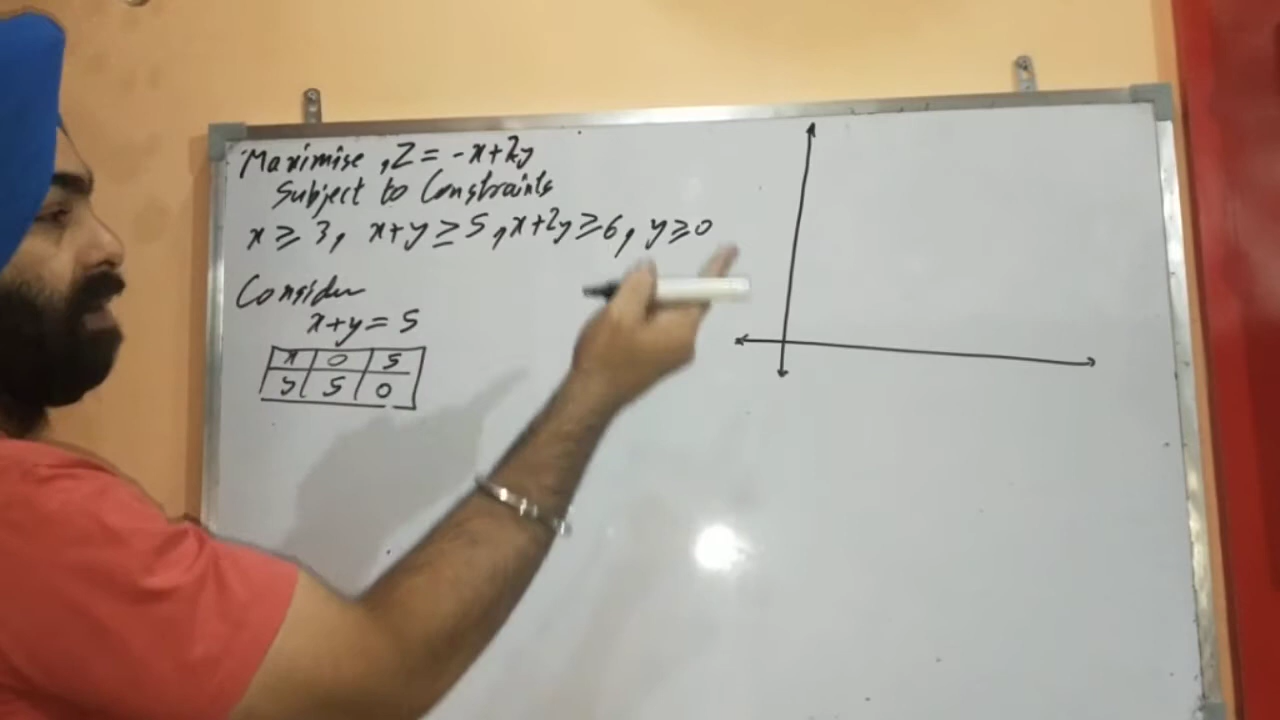 Maximise , Z = -x+2y
Subject to Constraints
x ≥ 3, x+y ≥ 5, x+2y ≥ 6, y ≥ 0
Consider
x+y = 5
x 0 5
y 5 0